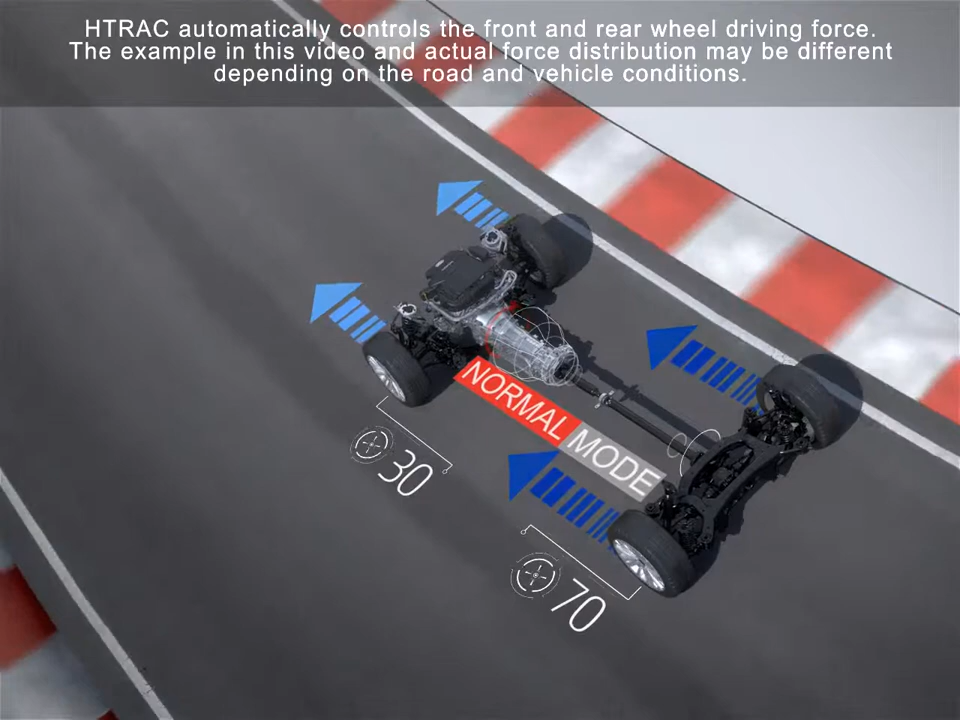 HTRAC automatically controls the front and rear wheel driving force.
The example in this video and actual force distribution may be different
depending on the road and vehicle conditions.
NORMAL MODE
30
70